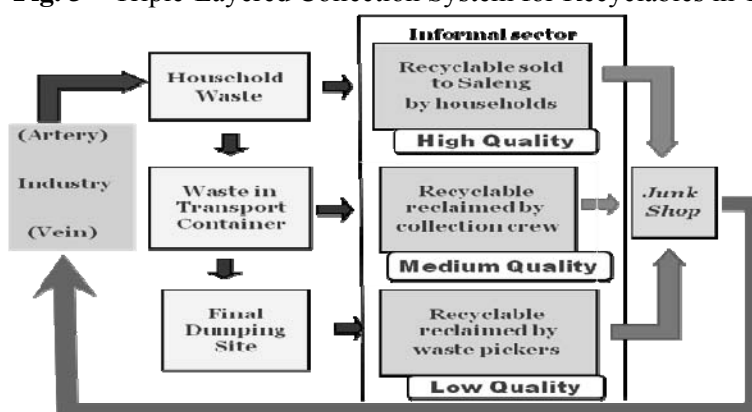 Fig. 3 Triple-Layered Collection System for Recyclables in
Informal sector
Household
Waste
Recyclable sold
to Saleng
by households
High Quality
(Artery)
Industry
(Vein)
Waste in
Transport
Container
Recyclable
reclaimed by
collection crew
Medium Quality
Junk
Shop
Final
Dumping
Site
Recyclable
reclaimed by
waste pickers
Low Quality